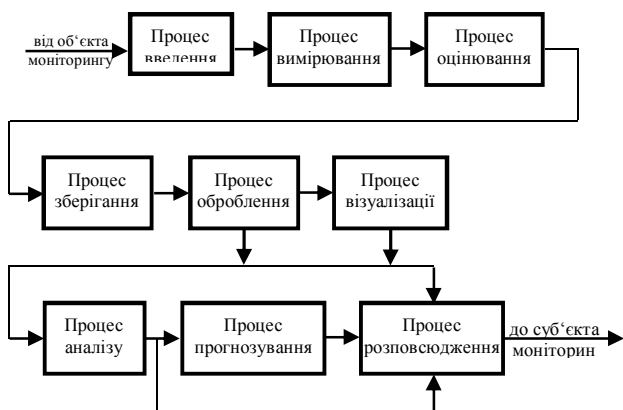 від об‘єкта
моніторингу
Процес
введення
Процес
вимірювання
Процес
оцінювання
Процес
зберігання
Процес
оброблення
Процес
візуалізації
Процес
аналізу
Процес
прогнозування
Процес
розповсюдження
до суб‘єкта
моніторин